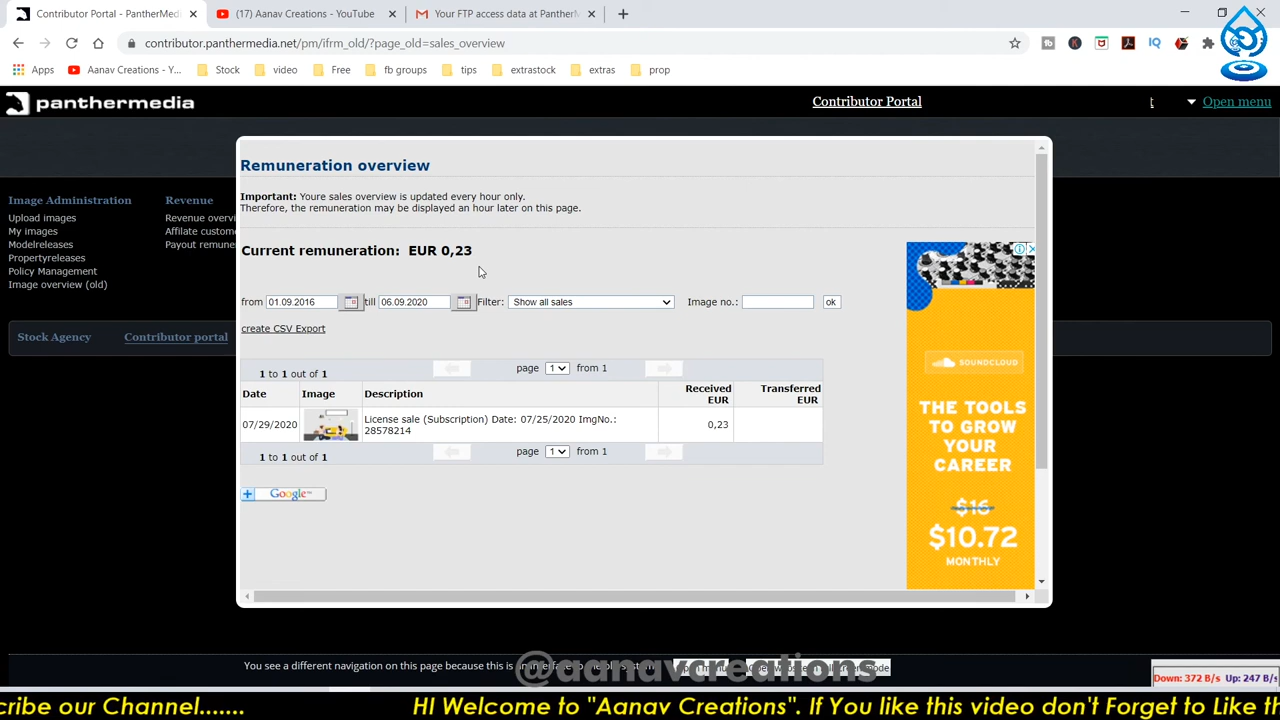 Contributor Portal - PantherMedi
(17) Aanav Creations - YouTube
Your FTP access data at PantherM
contributor.panthermedia.net/pm/ifrm_old/?page_old=sales_overview
Apps
Aanav Creations - Y...
Stock
video
Free
fb groups
tips
extrastock
extras
prop
panthermedia
Contributor Portal
Open menu
Remuneration overview
Important: Youre sales overview is updated every hour only.
Therefore, the remuneration may be displayed an hour later on this page.
Image Administration
Upload images
My images
Modelreleases
Propertyreleases
Policy Management
Image overview (old)
Revenue
Revenue overv
Affiliate custome
Payout remune
Current remuneration: EUR 0,23
from 01.09.2016 till 06.09.2020 Filter: Show all sales Image no.: ok
create CSV Export
Stock Agency
Contributor portal
1 to 1 out of 1 page 1 from 1
Date Image Description Received EUR Transferred EUR
07/29/2020 License sale (Subscription) Date: 07/25/2020 ImgNo.:
28578214 0,23
1 to 1 out of 1 page 1 from 1
Google
SOUNDCLOUD
THE TOOLS
TO GROW
YOUR
CAREER
$16
$10.72
MONTHLY
You see a different navigation on this page because this is an
@aanavcreations
Down: 372 B/s Up: 247 B/s
cribe our Channel....... HI Welcome to "Aanav Creations". If You like this video don't Forget to Like th